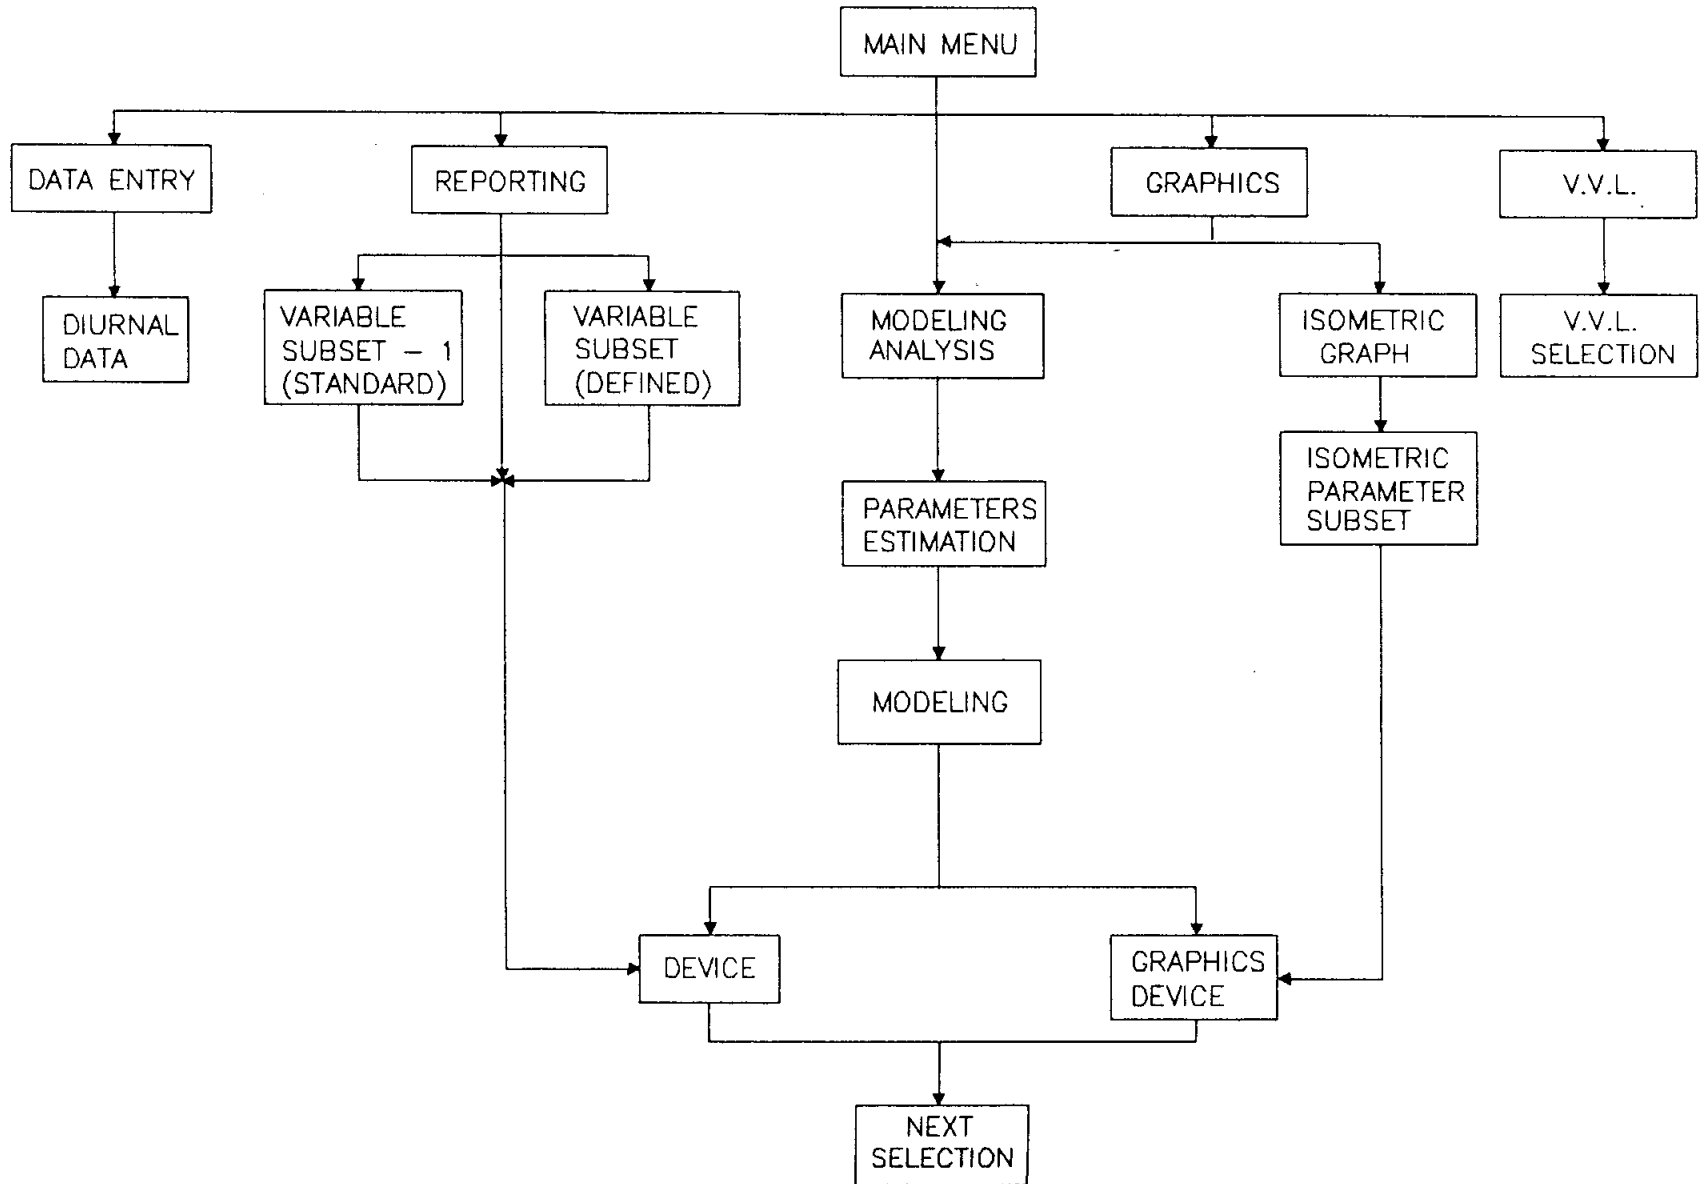 MAIN MENU
DATA ENTRY
REPORTING
GRAPHICS
V.V.L.
DIURNAL
DATA
VARIABLE
SUBSET – 1
(STANDARD)
VARIABLE
SUBSET
(DEFINED)
MODELING
ANALYSIS
ISOMETRIC
GRAPH
V.V.L.
SELECTION
PARAMETERS
ESTIMATION
ISOMETRIC
PARAMETER
SUBSET
MODELING
DEVICE
GRAPHICS
DEVICE
NEXT
SELECTION